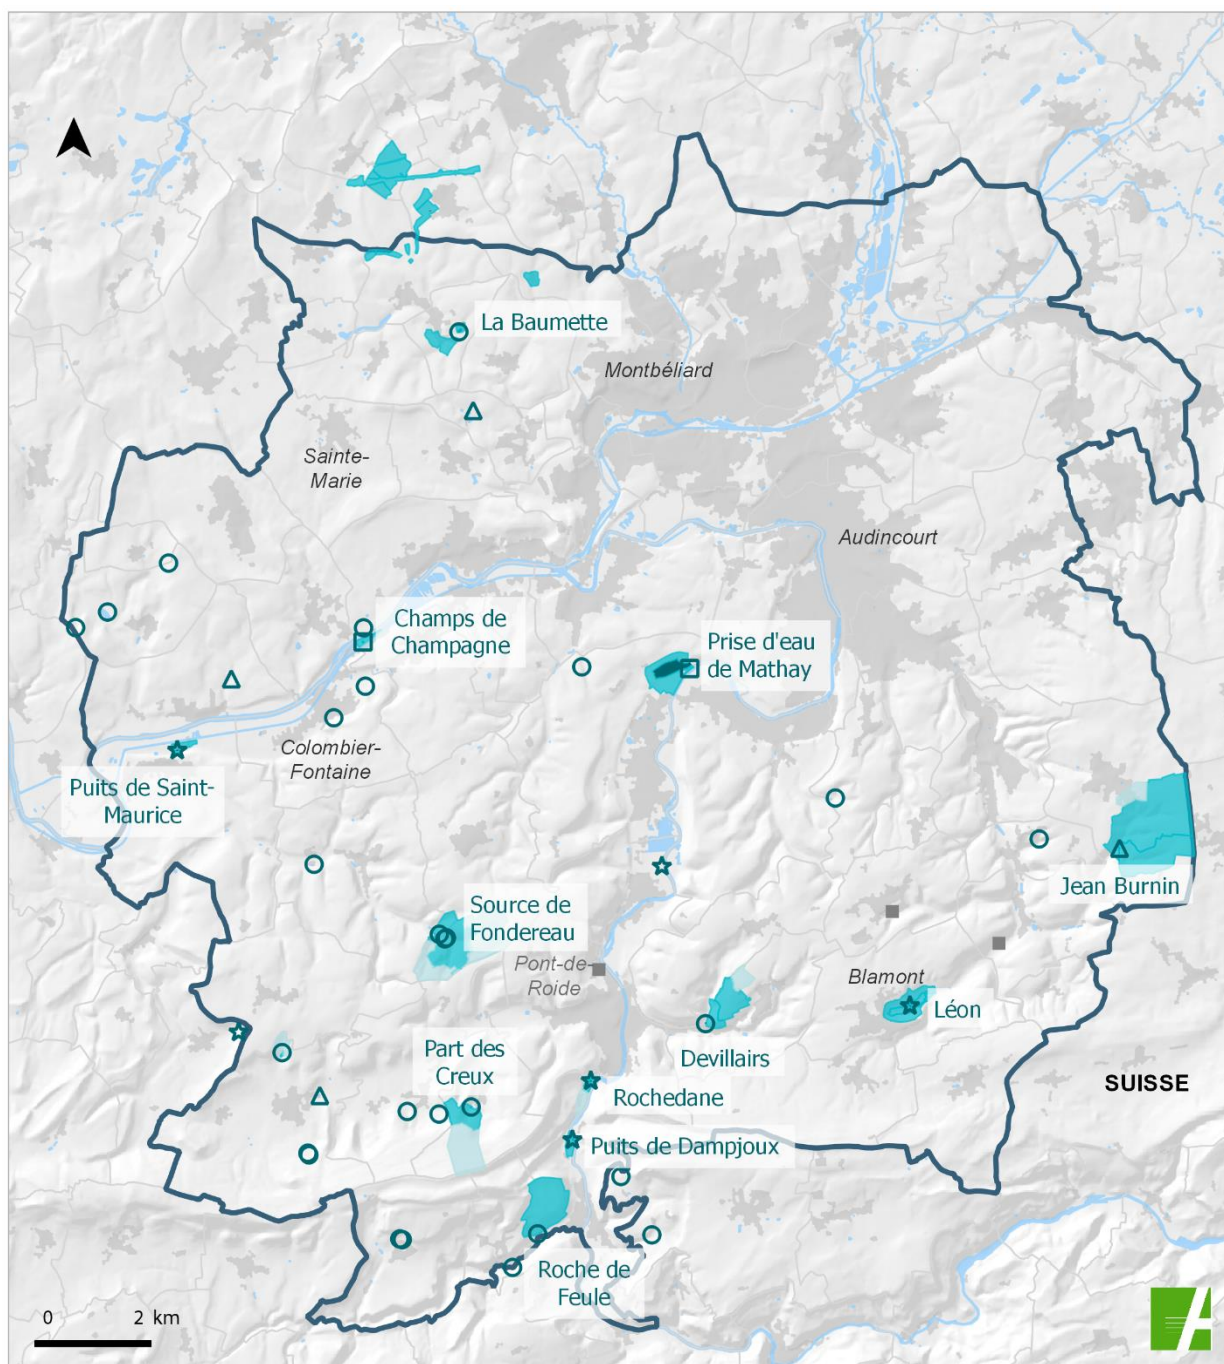 La Baumette
Montbéliard
Sainte-
Marie
Audincourt
Champs de
Champagne
Prise d'eau
de Mathay
Colombier-
Fontaine
Puits de Saint-
Maurice
Jean Burnin
Source de
Fondereau
Pont-de-
Roide
Blamont
Léon
Devillairs
Part des
Creux
SUISSE
Rochedane
Puits de Dampjoux
Roche de
Feule
0 2 km